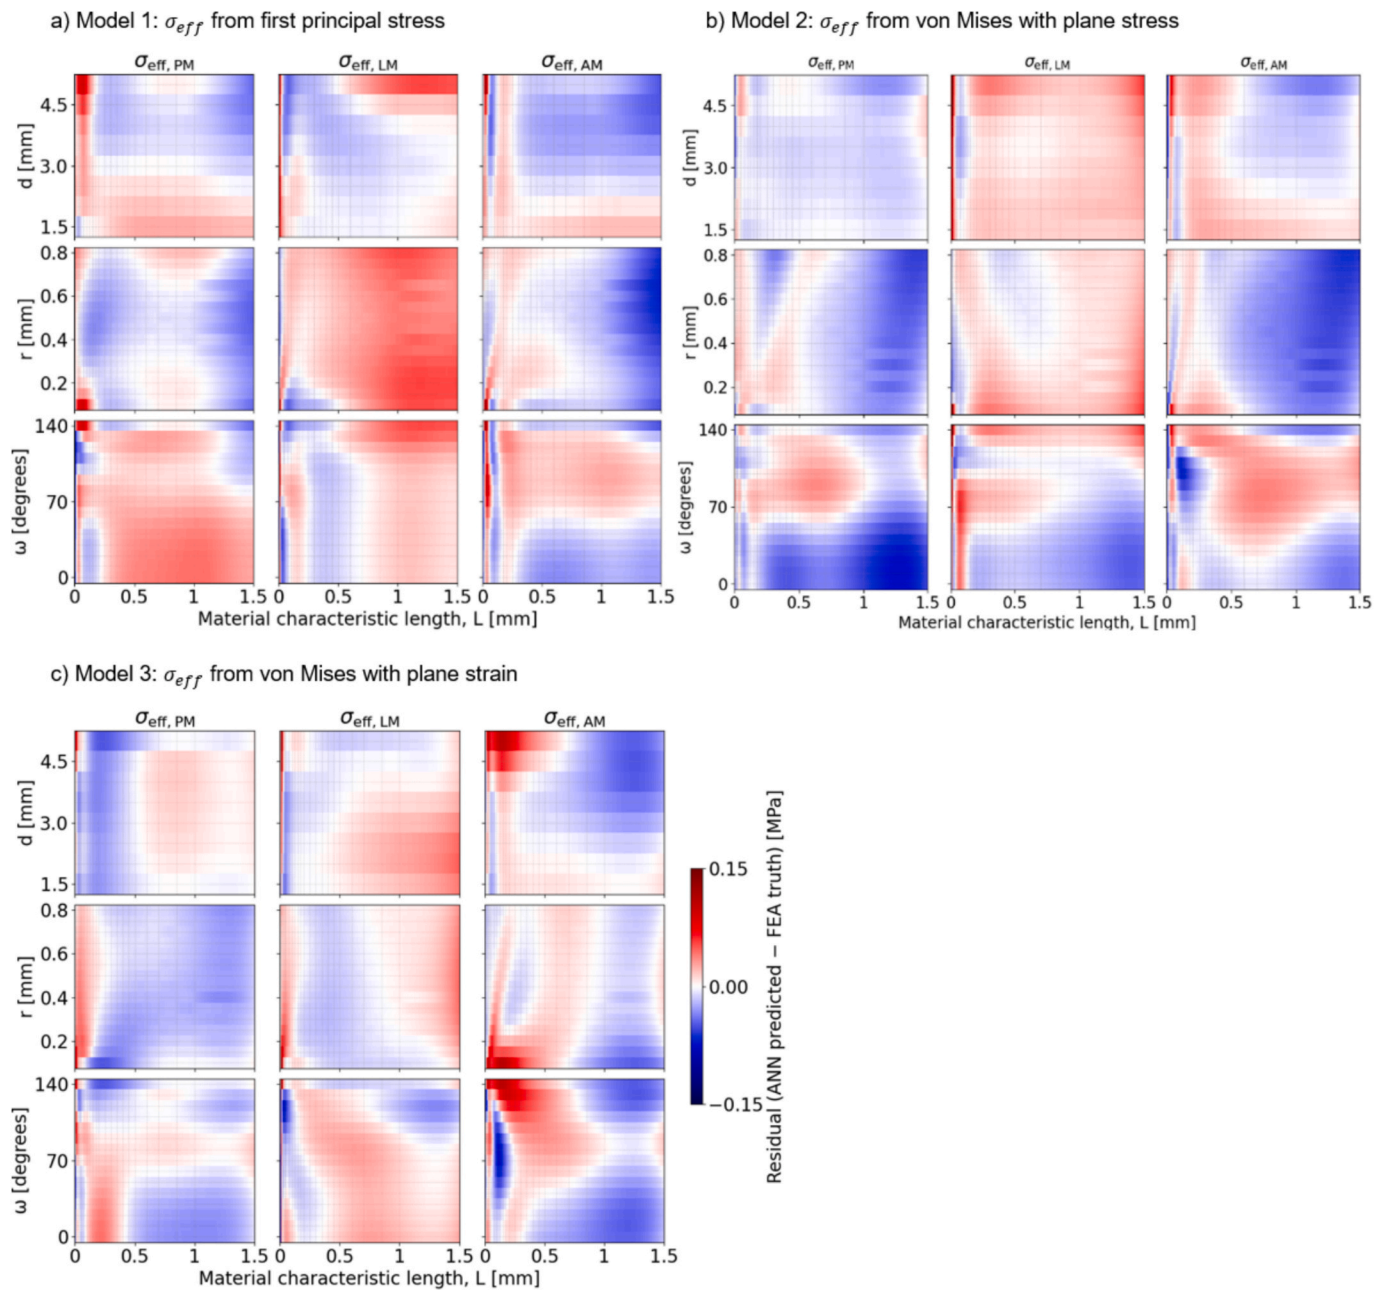 a) Model 1: σeff from first principal stress
σeff, PM σeff, LM σeff, AM
d [mm]
4.5
3.0
1.5
r [mm]
0.8
0.6
0.4
0.2
ω [degrees]
140
70
0
0 0.5 1 1.5 0 0.5 1 1.5 0 0.5 1 1.5
Material characteristic length, L [mm]
b) Model 2: σeff from von Mises with plane stress
σeff, PM σeff, LM σeff, AM
d [mm]
4.5
3.0
1.5
r [mm]
0.8
0.6
0.4
0.2
ω [degrees]
140
70
0
0 0.5 1 1.5 0 0.5 1 1.5 0 0.5 1 1.5
Material characteristic length, L [mm]
c) Model 3: σeff from von Mises with plane strain
σeff, PM σeff, LM σeff, AM
d [mm]
4.5
3.0
1.5
r [mm]
0.8
0.6
0.4
0.2
ω [degrees]
140
70
0
0 0.5 1 1.5 0 0.5 1 1.5 0 0.5 1 1.5
Material characteristic length, L [mm]
0.15
0.00
−0.15
Residual (ANN predicted − FEA truth) [MPa]